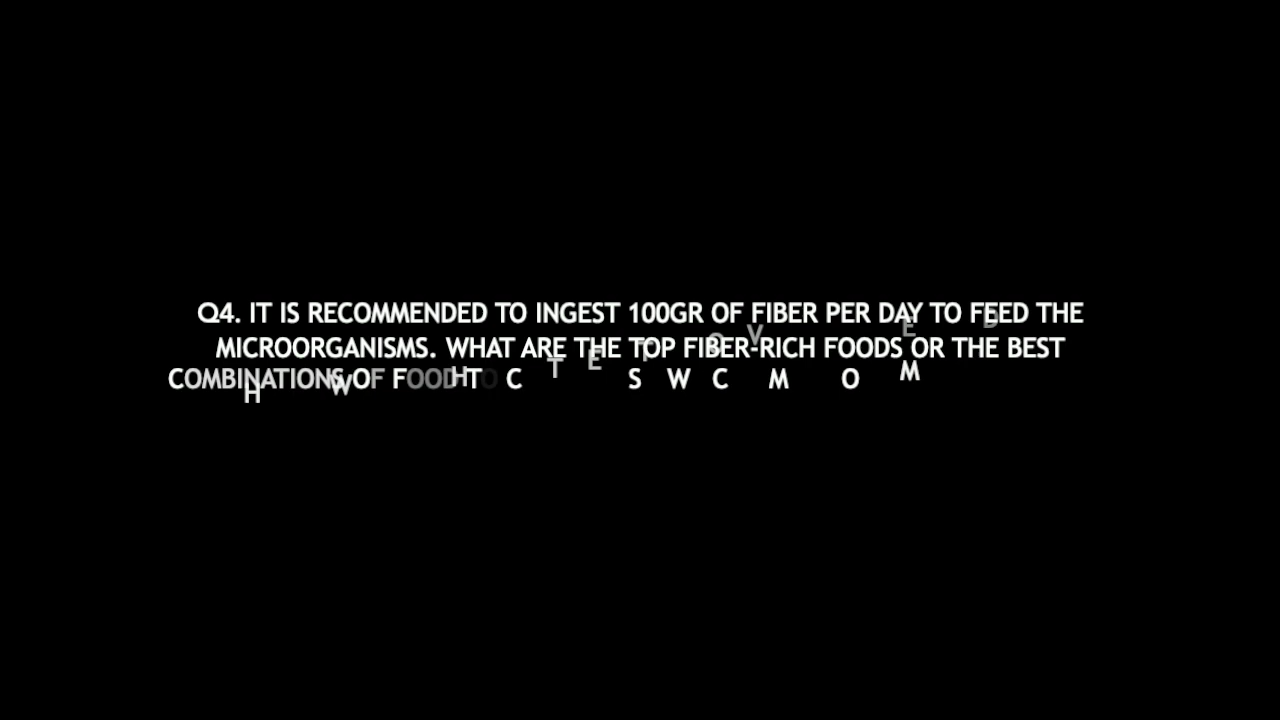 Q4. IT IS RECOMMENDED TO INGEST 100GR OF FIBER PER DAY TO FEED THE
MICROORGANISMS. WHAT ARE THE TOP FIBER-RICH FOODS OR THE BEST
COMBINATIONS OF FOOD